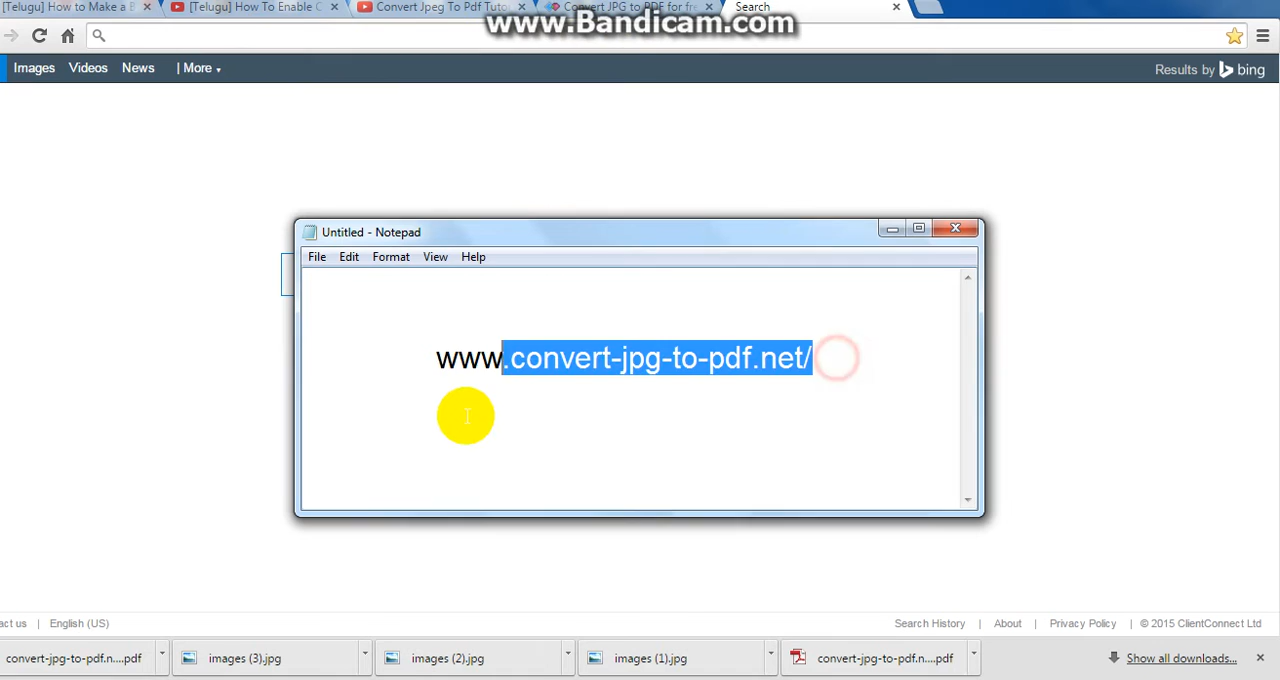 [Telugu] How to Make a B
[Telugu] How To Enable C
Convert Jpeg To Pdf Tuto
Convert JPG to PDF for fre
Search
www.Bandicam.com
Images Videos News | More
Results by bing
Untitled - Notepad
File Edit Format View Help
www.convert-jpg-to-pdf.net/
act us | English (US)
Search History | About | Privacy Policy | © 2015 ClientConnect Ltd
convert-jpg-to-pdf.n....pdf
images (3).jpg
images (2).jpg
images (1).jpg
convert-jpg-to-pdf.n....pdf
Show all downloads...